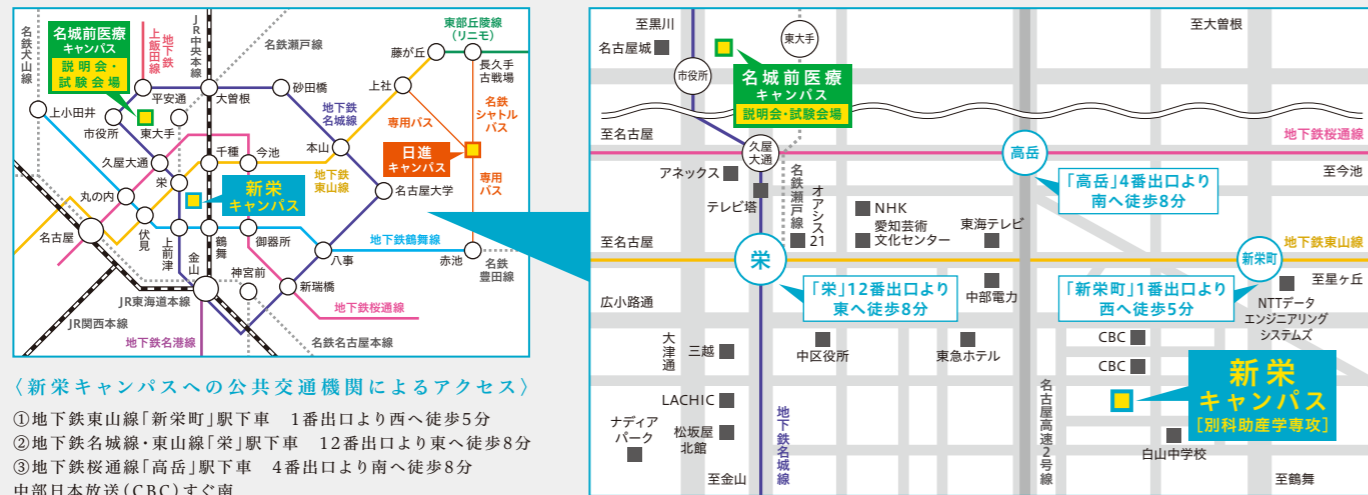 名鉄犬山線
名城前医療
キャンパス
説明会・
試験会場
地下鉄
上飯田線
JR中央本線
名鉄瀬戸線
東部丘陵線
(リニモ)
藤が丘
長久手
古戦場
上社
砂田橋
大曽根
平安通
上小田井
市役所
東大手
地下鉄
名城線
専用バス
名鉄
シャトル
バス
日進
キャンパス
専用
バス
本山
久屋大通
千種
今池
地下鉄
東山線
名古屋大学
栄
新栄
キャンパス
丸の内
名古屋
伏見
上前津
金山
鶴舞
御器所
地下鉄鶴舞線
八事
赤池
名鉄
豊田線
神宮前
新瑞橋
JR東海道本線
地下鉄桜通線
JR関西本線
地下鉄名港線
名鉄名古屋本線
〈新栄キャンパスへの公共交通機関によるアクセス〉
①地下鉄東山線「新栄町」駅下車 1番出口より西へ徒歩5分
②地下鉄名城線・東山線「栄」駅下車 12番出口より東へ徒歩8分
③地下鉄桜通線「高岳」駅下車 4番出口より南へ徒歩8分
中部日本放送(CBC)すぐ南
至黒川
至大曽根
名古屋城
東大手
市役所
名城前医療
キャンパス
説明会・試験会場
至名古屋
地下鉄桜通線
久屋
大通
高岳
至今池
アネックス
名鉄瀬戸線
「高岳」4番出口より
南へ徒歩8分
テレビ塔
オアシス
21
NHK
愛知芸術
文化センター
東海テレビ
至名古屋
地下鉄東山線
栄
新栄町
至星ヶ丘
広小路通
「栄」12番出口より
東へ徒歩8分
中部電力
「新栄町」1番出口より
西へ徒歩5分
NTTデータ
エンジニアリング
システムズ
大津通
三越
中区役所
東急ホテル
CBC
CBC
新栄
キャンパス
[別科助産学専攻]
LACHIC
ナディア
パーク
松坂屋
北館
地下鉄名城線
名古屋高速2号線
白山中学校
至金山
至鶴舞